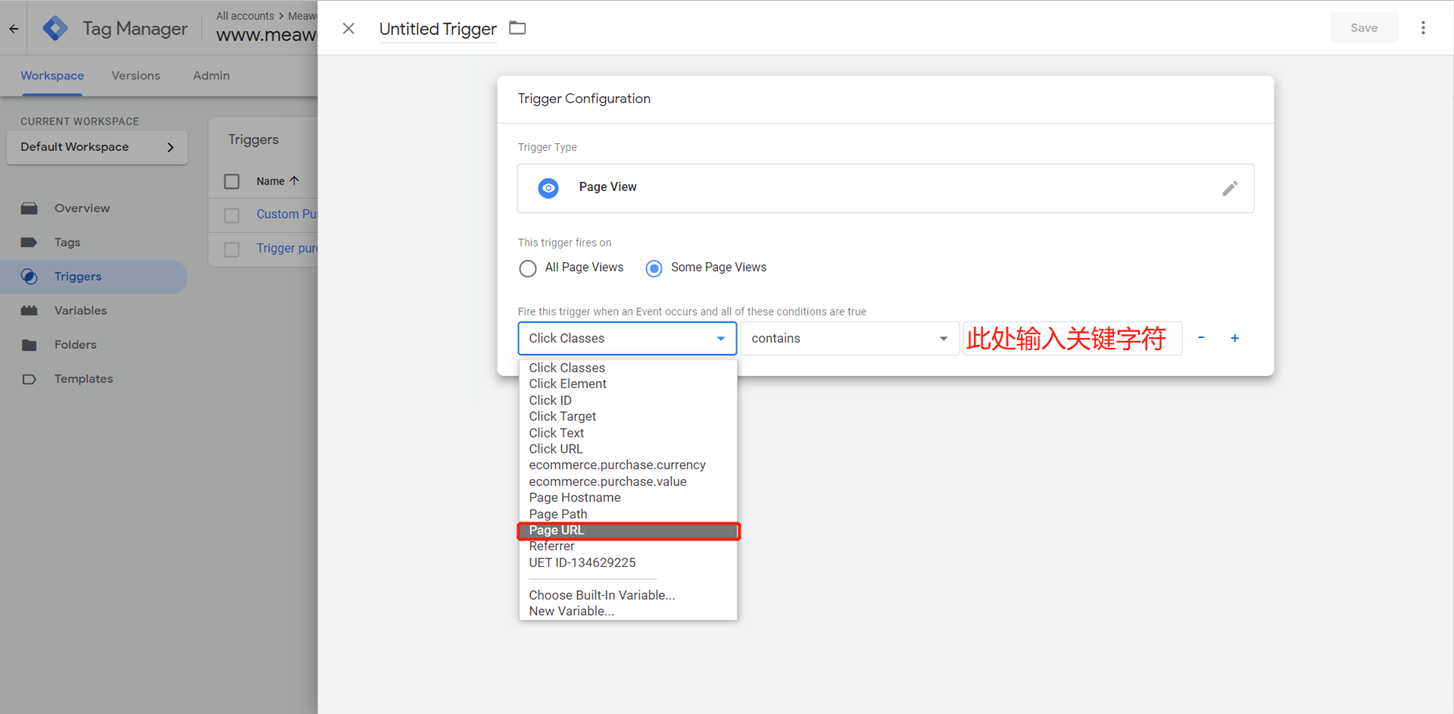 Tag Manager
All accounts > Meaw
www.meaw
Untitled Trigger
Save
Workspace Versions Admin
CURRENT WORKSPACE
Default Workspace
Overview
Tags
Triggers
Variables
Folders
Templates
Triggers
Name
Custom Pu
Trigger pur
Trigger Configuration
Trigger Type
Page View
This trigger fires on
All Page Views Some Page Views
Fire this trigger when an Event occurs and all of these conditions are true
Click Classes contains 此处输入关键字符 - +
Click Classes
Click Element
Click ID
Click Target
Click Text
Click URL
ecommerce.purchase.currency
ecommerce.purchase.value
Page Hostname
Page Path
Page URL
Referrer
UET ID-134629225
Choose Built-In Variable...
New Variable...